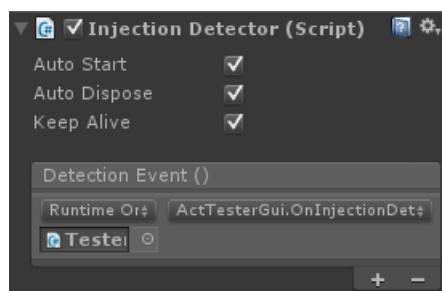 Injection Detector (Script)
Auto Start
Auto Dispose
Keep Alive
Detection Event ()
Runtime Or
ActTesterGui.OnInjectionDet
Tester